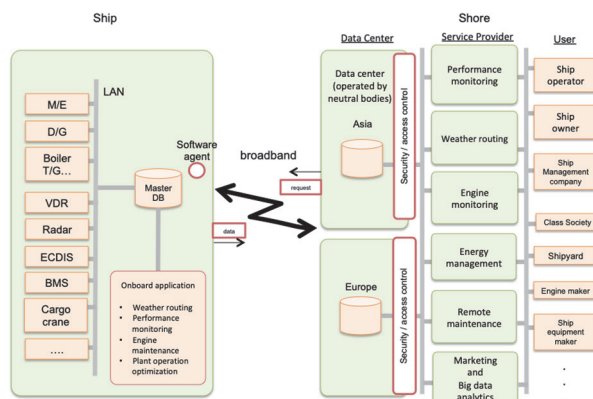 Ship
Shore
LAN
M/E
D/G
Boiler
T/G...
VDR
Radar
ECDIS
BMS
Cargo
crane
....
Software
agent
Master
DB
Onboard application
• Weather routing
• Performance
monitoring
• Engine
maintenance
• Plant operation
optimization
broadband
request
data
Data Center
Data center
(operated by
neutral bodies)
Asia
Security/access control
Europe
Security / access control
Service Provider
Performance
monitoring
Weather routing
Engine
monitoring
Energy
management
Remote
maintenance
Marketing
and
Big data
analytics
User
Ship
operator
Ship
owner
Ship
Management
company
Class Society
Shipyard
Engine maker
Ship
equipment
maker
.
.